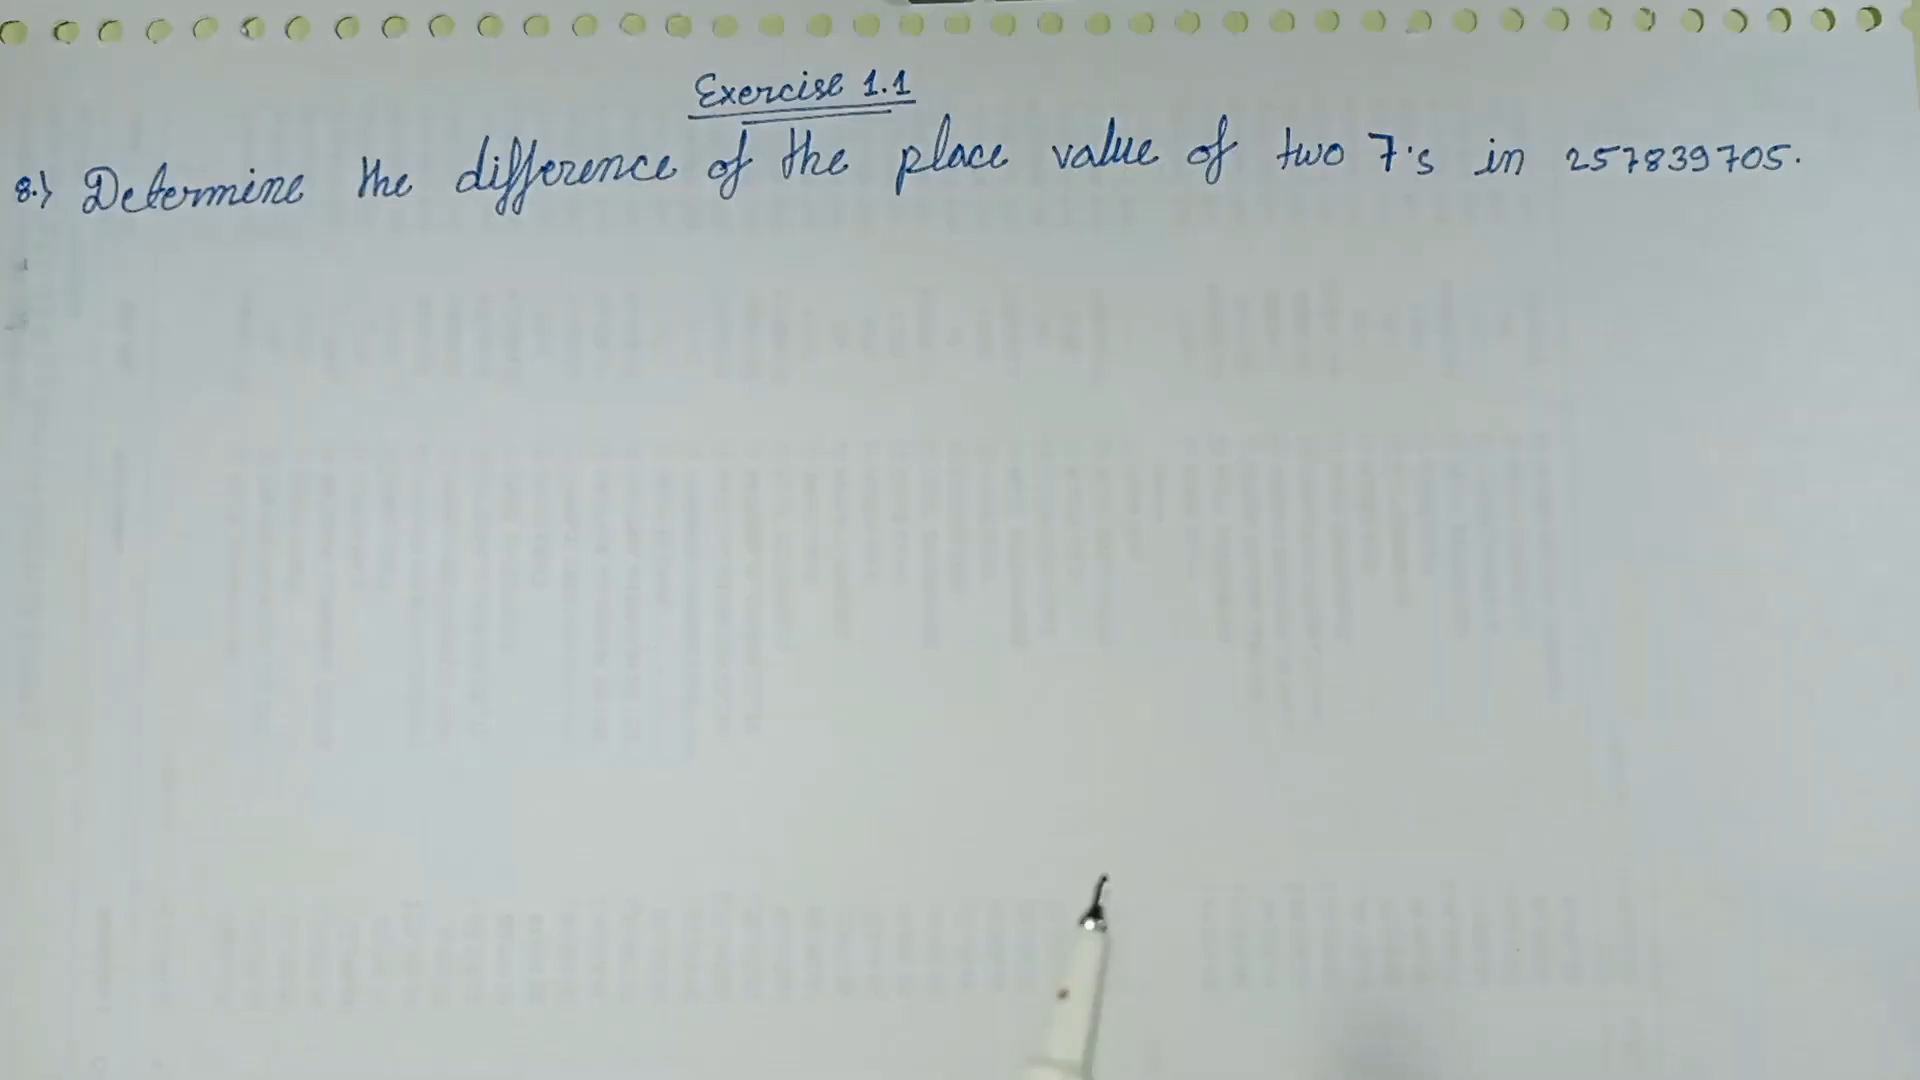 Exercise 1.1
8.) Determine the difference of the place value of two 7's in 257839705.